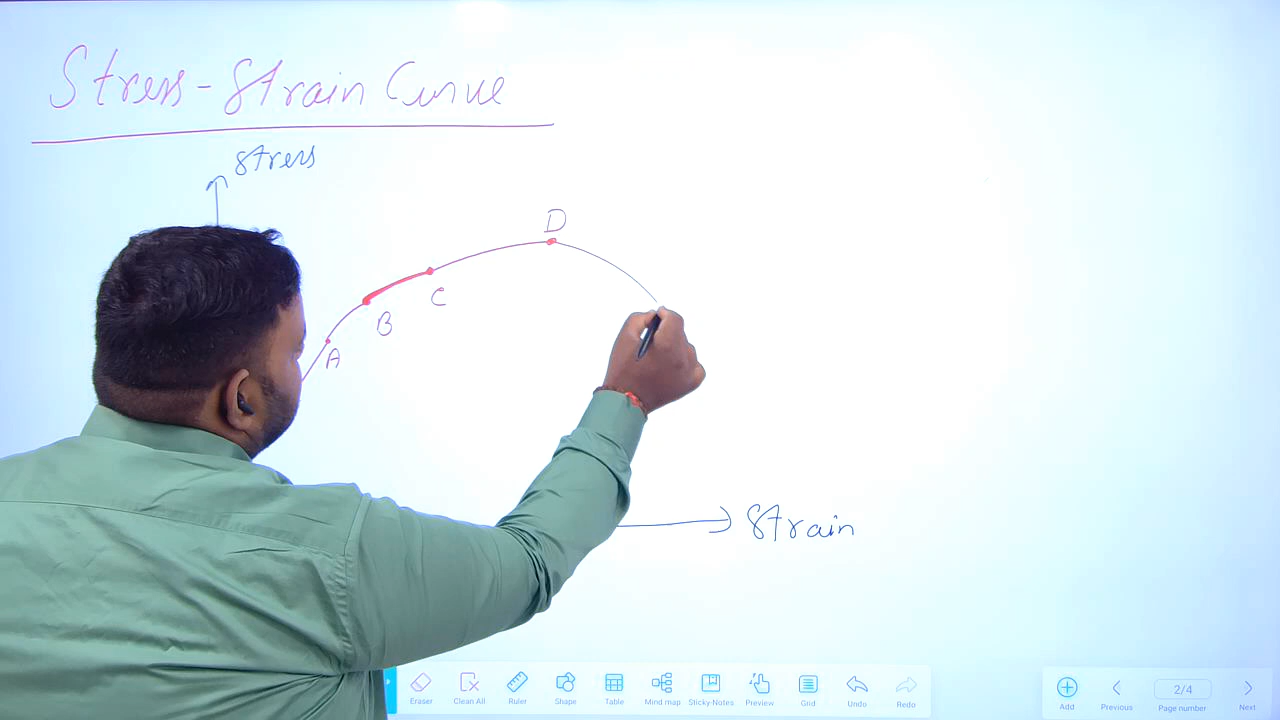 Stress-Strain Curve
Stress
D
C
B
A
Strain
Eraser Clean All Ruler Shape Table Mind map Sticky-Notes Preview Grid Undo Redo
Add Previous 2/4 Page number Next